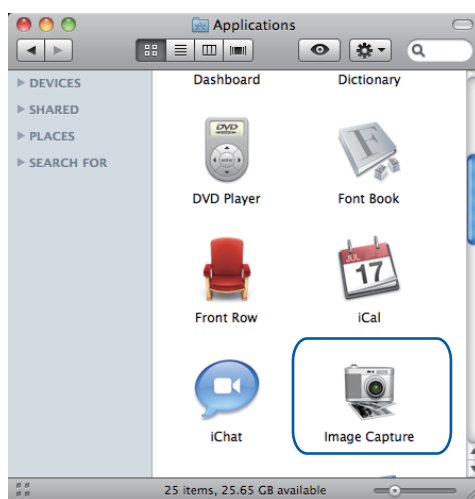 Applications
DEVICES
SHARED
PLACES
SEARCH FOR
Dashboard Dictionary
DVD
MENU
F
DVD Player Font Book
JUL
17
Front Row iCal
iChat Image Capture
25 items, 25.65 GB available